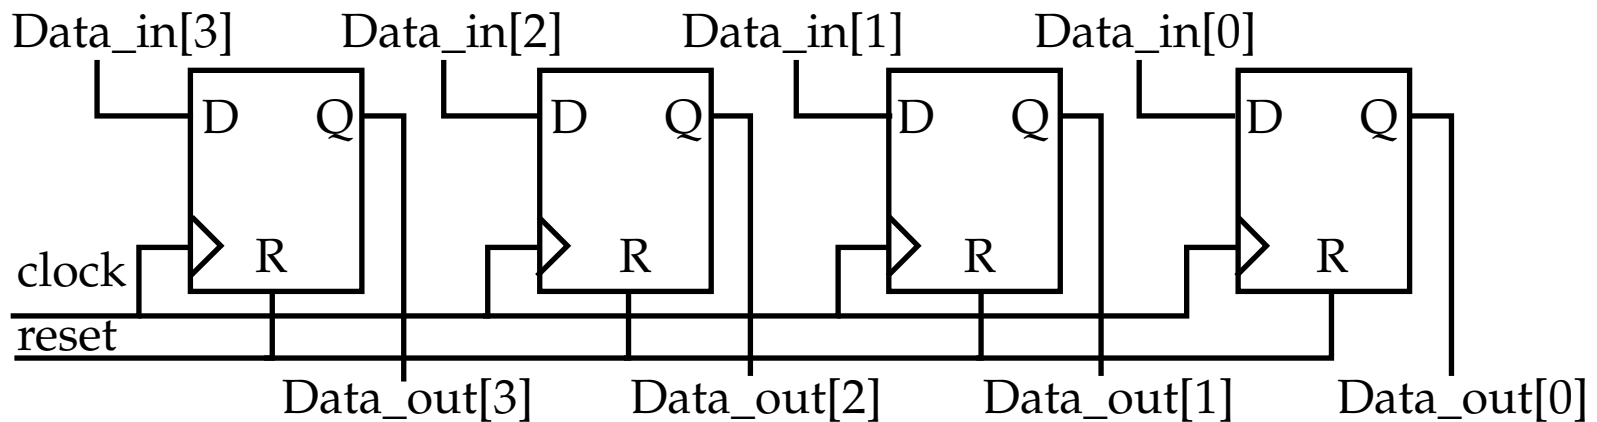 Data_in[3] Data_in[2] Data_in[1] Data_in[0]
D Q D Q D Q D Q
R R R R
clock
reset
Data_out[3] Data_out[2] Data_out[1] Data_out[0]